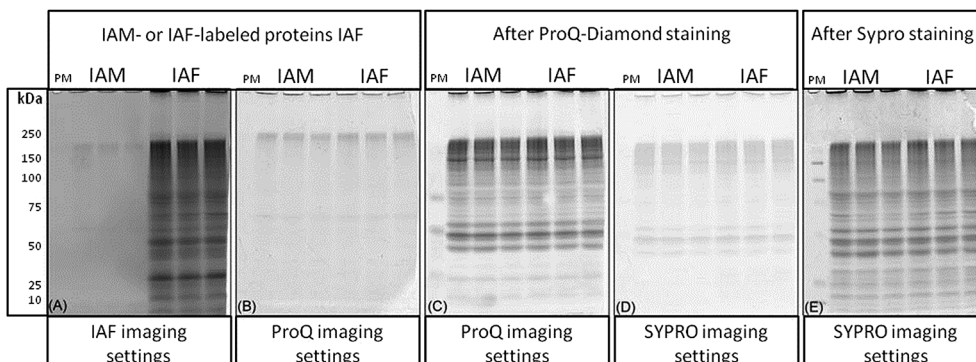 IAM- or IAF-labeled proteins IAF
After ProQ-Diamond staining
After Sypro staining
PM IAM IAF
IAM IAF
PM IAM IAF
PM IAM IAF
PM IAM IAF
kDa
250
150
100
75
50
25
10
(A)
(B)
(C)
(D)
(E)
IAF imaging
settings
ProQ imaging
settings
ProQ imaging
settings
SYPRO imaging
settings
SYPRO imaging
settings